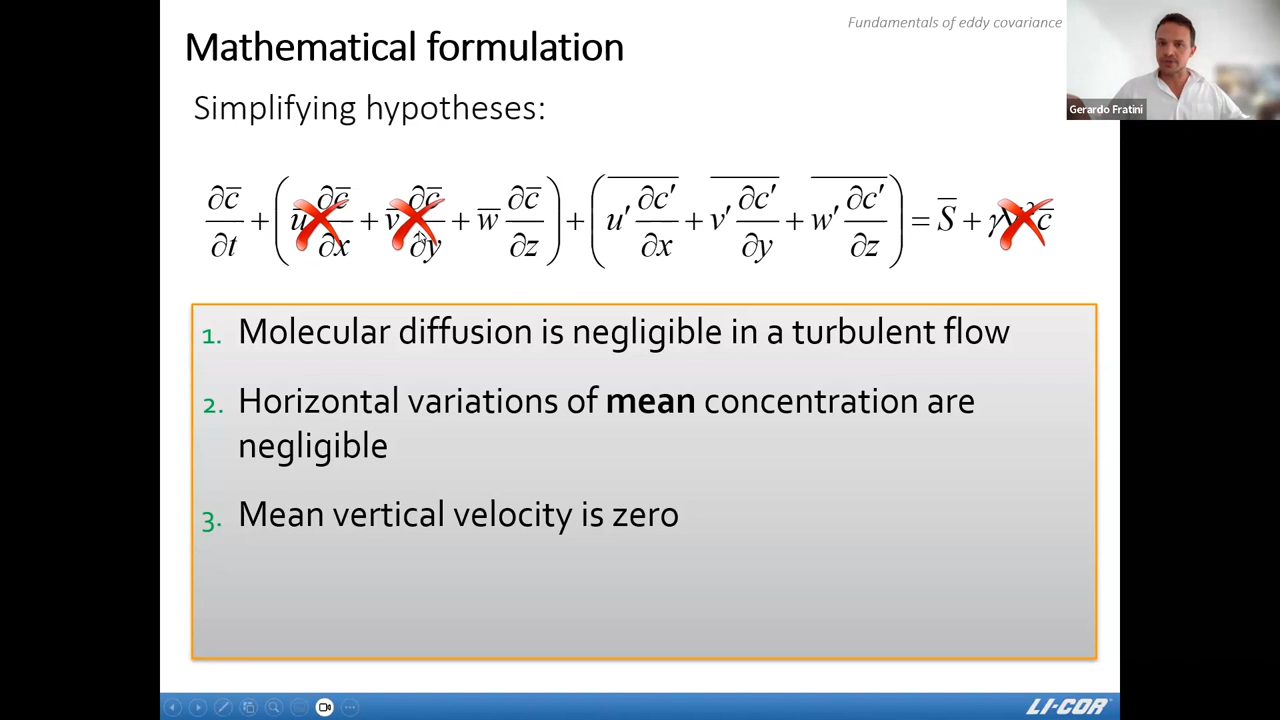 Fundamentals of eddy covariance
Mathematical formulation
Gerardo Fratini
Simplifying hypotheses:
∂c̅/∂t + ( u̅ ∂c̅/∂x + v̅ ∂c̅/∂y + w̅ ∂c̅/∂z ) + ( u′ ∂c′/∂x + v′ ∂c′/∂y + w′ ∂c′/∂z ) = S̅ + γ∇²c̅
1. Molecular diffusion is negligible in a turbulent flow
2. Horizontal variations of mean concentration are
negligible
3. Mean vertical velocity is zero
LI-COR